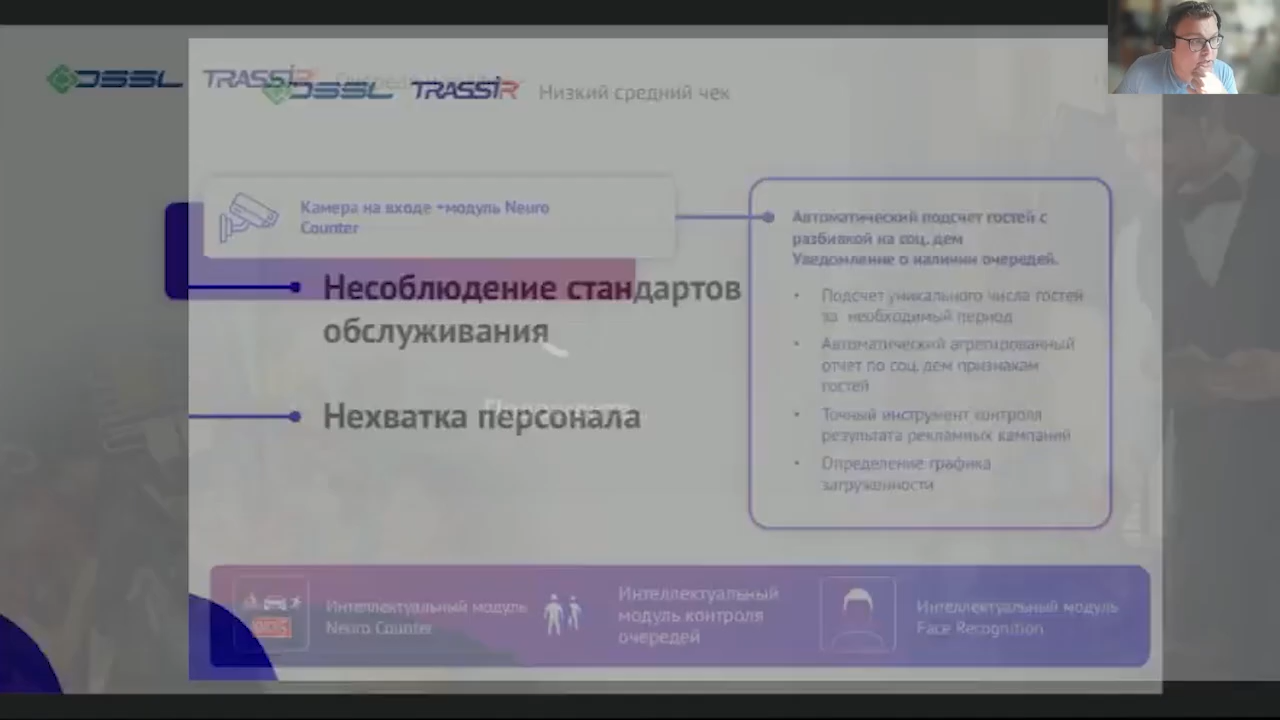 DSSL TRASSIR
DSSL TRASSIR Низкий средний чек
Камера на входе +модуль Neuro
Counter
Несоблюдение стандартов
обслуживания
Нехватка персонала
Автоматический подсчет гостей с
разбивкой на соц. дем
Уведомление о наличии очередей.
• Подсчет уникального числа гостей
за необходимый период
• Автоматический агрегированный
отчет по соц. дем признакам
гостей
• Точный инструмент контроля
результата рекламных кампаний
• Определение графика
загруженности
Интеллектуальный модуль
Neuro Counter
Интеллектуальный
модуль контроля
очередей
Интеллектуальный модуль
Face Recognition